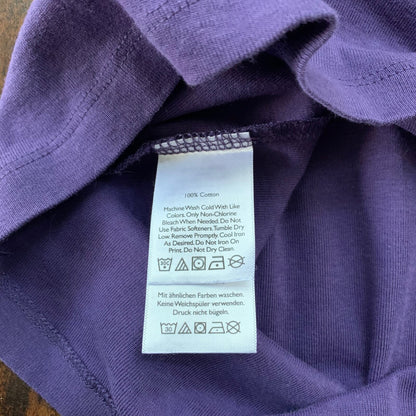 100% Cotton
Machine Wash Cold With Like
Colors. Only Non-Chlorine
Bleach When Needed. Do Not
Use Fabric Softeners. Tumble Dry
Low. Remove Promptly. Cool Iron
As Desired. Do Not Iron On
Print. Do Not Dry Clean.
Mit ähnlichen Farben waschen.
Keine Weichspüler verwenden.
Druck nicht bügeln.
30